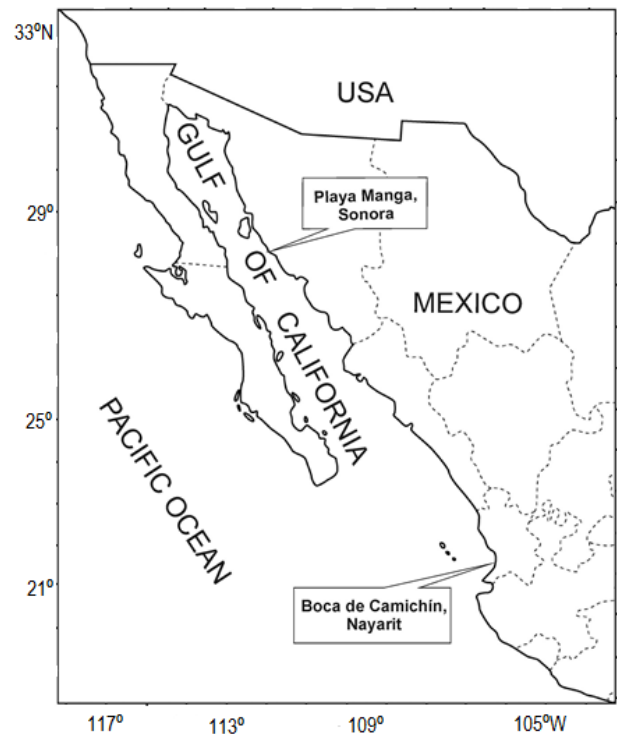 33ºN
USA
GULF
Playa Manga,
Sonora
29º
OF
MEXICO
CALIFORNIA
25º
PACIFIC OCEAN
21º
Boca de Camichín,
Nayarit
117º
113º
109º
105ºW